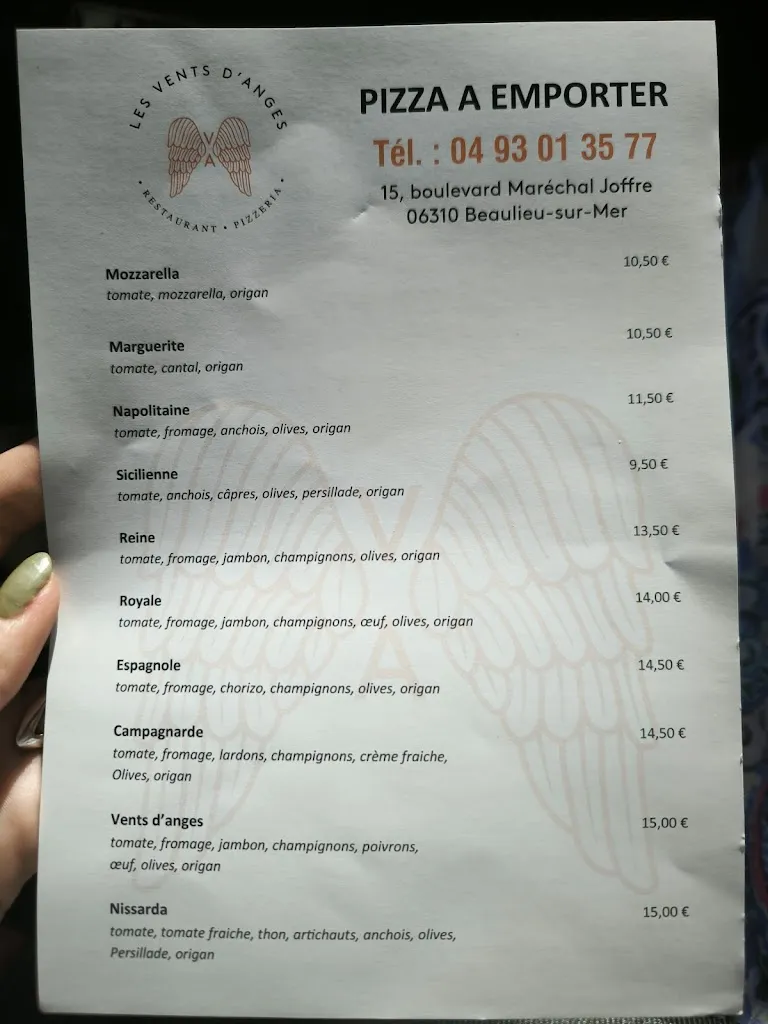 LES VENTS D'ANGES
V
A
• RESTAURANT • PIZZERIA •
PIZZA A EMPORTER
Tél. : 04 93 01 35 77
15, boulevard Maréchal Joffre
06310 Beaulieu-sur-Mer
Mozzarella 10,50 €
tomate, mozzarella, origan
Marguerite 10,50 €
tomate, cantal, origan
Napolitaine 11,50 €
tomate, fromage, anchois, olives, origan
Sicilienne 9,50 €
tomate, anchois, câpres, olives, persillade, origan
Reine 13,50 €
tomate, fromage, jambon, champignons, olives, origan
Royale 14,00 €
tomate, fromage, jambon, champignons, œuf, olives, origan
Espagnole 14,50 €
tomate, fromage, chorizo, champignons, olives, origan
Campagnarde 14,50 €
tomate, fromage, lardons, champignons, crème fraiche,
Olives, origan
Vents d'anges 15,00 €
tomate, fromage, jambon, champignons, poivrons,
œuf, olives, origan
Nissarda 15,00 €
tomate, tomate fraiche, thon, artichauts, anchois, olives,
Persillade, origan
V
A